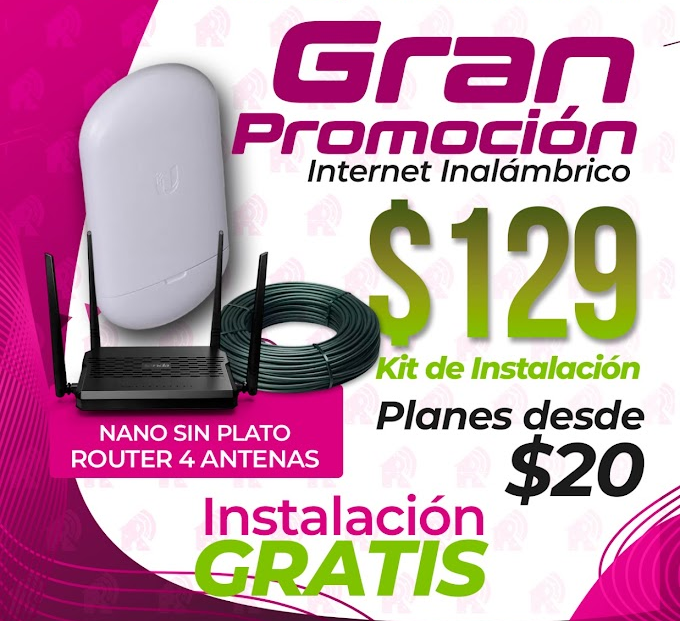 Gran
Promoción
Internet Inalámbrico
$129
Kit de Instalación
Planes desde
$20
NANO SIN PLATO
ROUTER 4 ANTENAS
Instalación
GRATIS